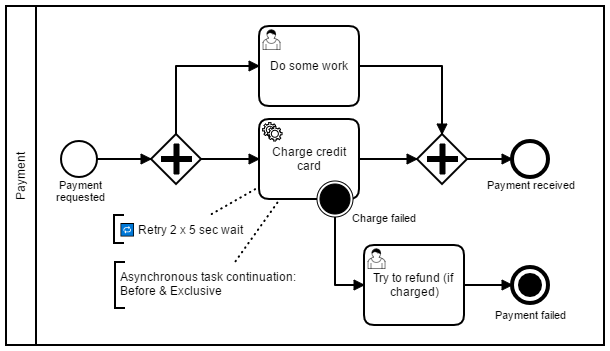 Payment
Do some work
Charge credit
card
Payment
requested
Payment received
Charge failed
Retry 2 x 5 sec wait
Asynchronous task continuation:
Before & Exclusive
Try to refund (if
charged)
Payment failed